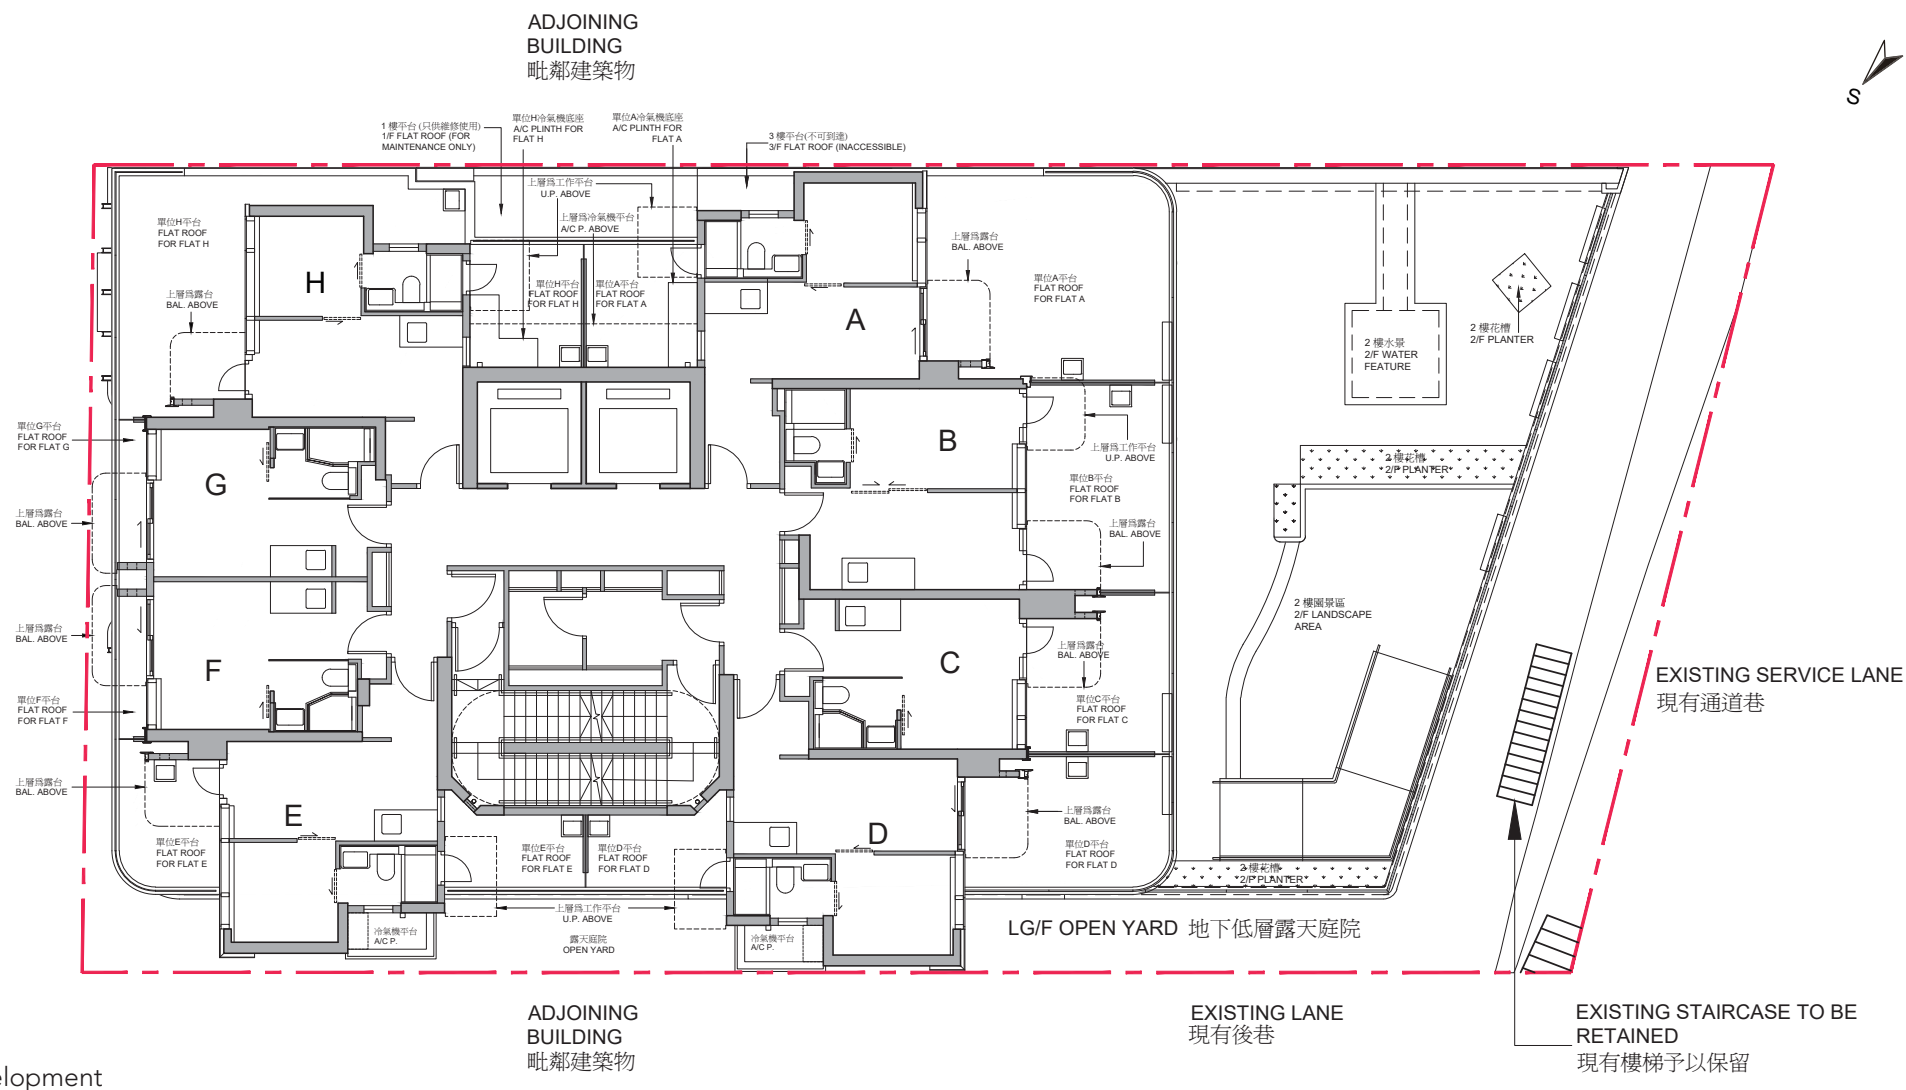 ADJOINING
BUILDING
毗鄰建築物
S
1 樓平台 (只供維修使用)
1/F FLAT ROOF (FOR
MAINTENANCE ONLY)
單位H冷氣機底座
A/C PLINTH FOR
FLAT H
單位A冷氣機底座
A/C PLINTH FOR
FLAT A
3 樓平台(不可到達)
3/F FLAT ROOF (INACCESSIBLE)
上層為工作平台
U.P. ABOVE
上層為冷氣機平台
A/C P. ABOVE
單位H平台
FLAT ROOF
FOR FLAT H
上層為露台
BAL. ABOVE
H
單位H平台
FLAT ROOF
FOR FLAT H
單位A平台
FLAT ROOF
FOR FLAT A
A
上層為露台
BAL. ABOVE
單位A平台
FLAT ROOF
FOR FLAT A
2 樓水景
2/F WATER
FEATURE
2 樓花槽
2/F PLANTER
單位G平台
FLAT ROOF
FOR FLAT G
G
B
上層為工作平台
U.P. ABOVE
單位B平台
FLAT ROOF
FOR FLAT B
2 樓花槽
2/F PLANTER
上層為露台
BAL. ABOVE
上層為露台
BAL. ABOVE
2 樓園景區
2/F LANDSCAPE
AREA
上層為露台
BAL. ABOVE
F
C
上層為露台
BAL. ABOVE
單位F平台
FLAT ROOF
FOR FLAT F
單位C平台
FLAT ROOF
FOR FLAT C
EXISTING SERVICE LANE
現有通道巷
上層為露台
BAL. ABOVE
E
單位E平台
FLAT ROOF
FOR FLAT E
單位E平台
FLAT ROOF
FOR FLAT E
單位D平台
FLAT ROOF
FOR FLAT D
D
上層為露台
BAL. ABOVE
單位D平台
FLAT ROOF
FOR FLAT D
2 樓花槽
2/F PLANTER
上層為工作平台
U.P. ABOVE
冷氣機平台
A/C P.
露天庭院
OPEN YARD
冷氣機平台
A/C P.
LG/F OPEN YARD 地下低層露天庭院
ADJOINING
BUILDING
毗鄰建築物
EXISTING LANE
現有後巷
EXISTING STAIRCASE TO BE
RETAINED
現有樓梯予以保留
elopment